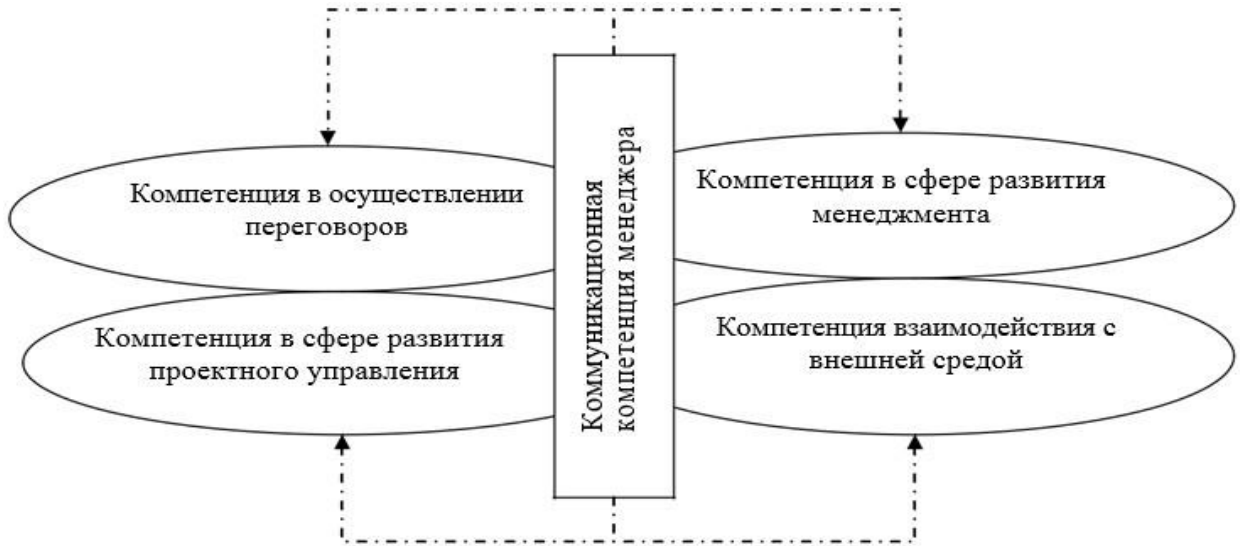 Компетенция в осуществлении
переговоров
Компетенция в сфере развития
проектного управления
Коммуникационная
компетенция менеджера
Компетенция в сфере развития
менеджмента
Компетенция взаимодействия с
внешней средой